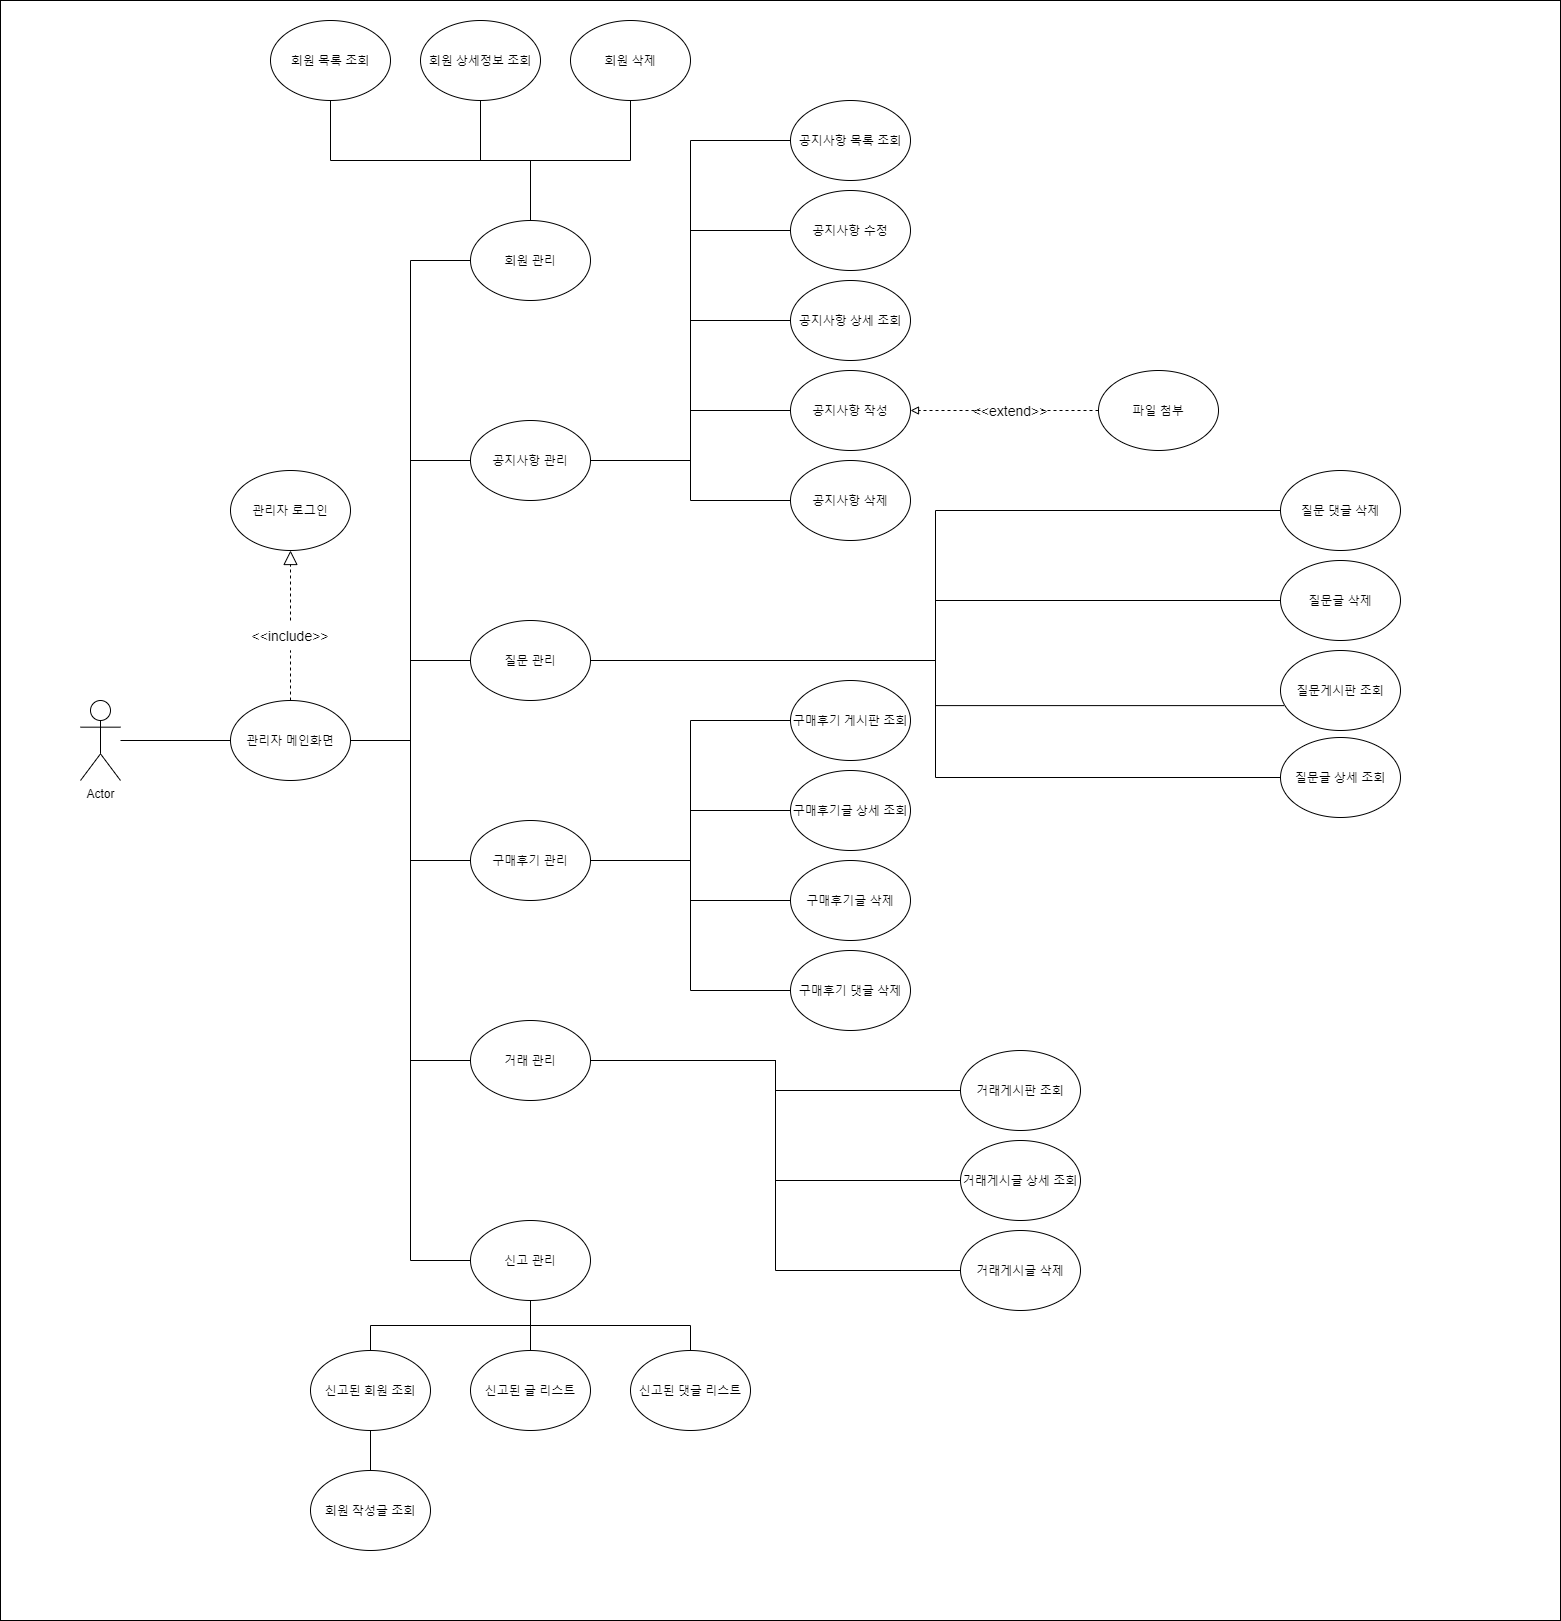 회원 목록 조회
회원 상세정보 조회
회원 삭제
공지사항 목록 조회
공지사항 수정
회원 관리
공지사항 상세 조회
공지사항 작성
<<extend>>
파일 첨부
공지사항 관리
공지사항 삭제
관리자 로그인
질문 댓글 삭제
질문글 삭제
<<include>>
질문 관리
질문게시판 조회
구매후기 게시판 조회
관리자 메인화면
질문글 상세 조회
Actor
구매후기글 상세 조회
구매후기 관리
구매후기글 삭제
구매후기 댓글 삭제
거래 관리
거래게시판 조회
거래게시글 상세 조회
신고 관리
거래게시글 삭제
신고된 회원 조회
신고된 글 리스트
신고된 댓글 리스트
회원 작성글 조회